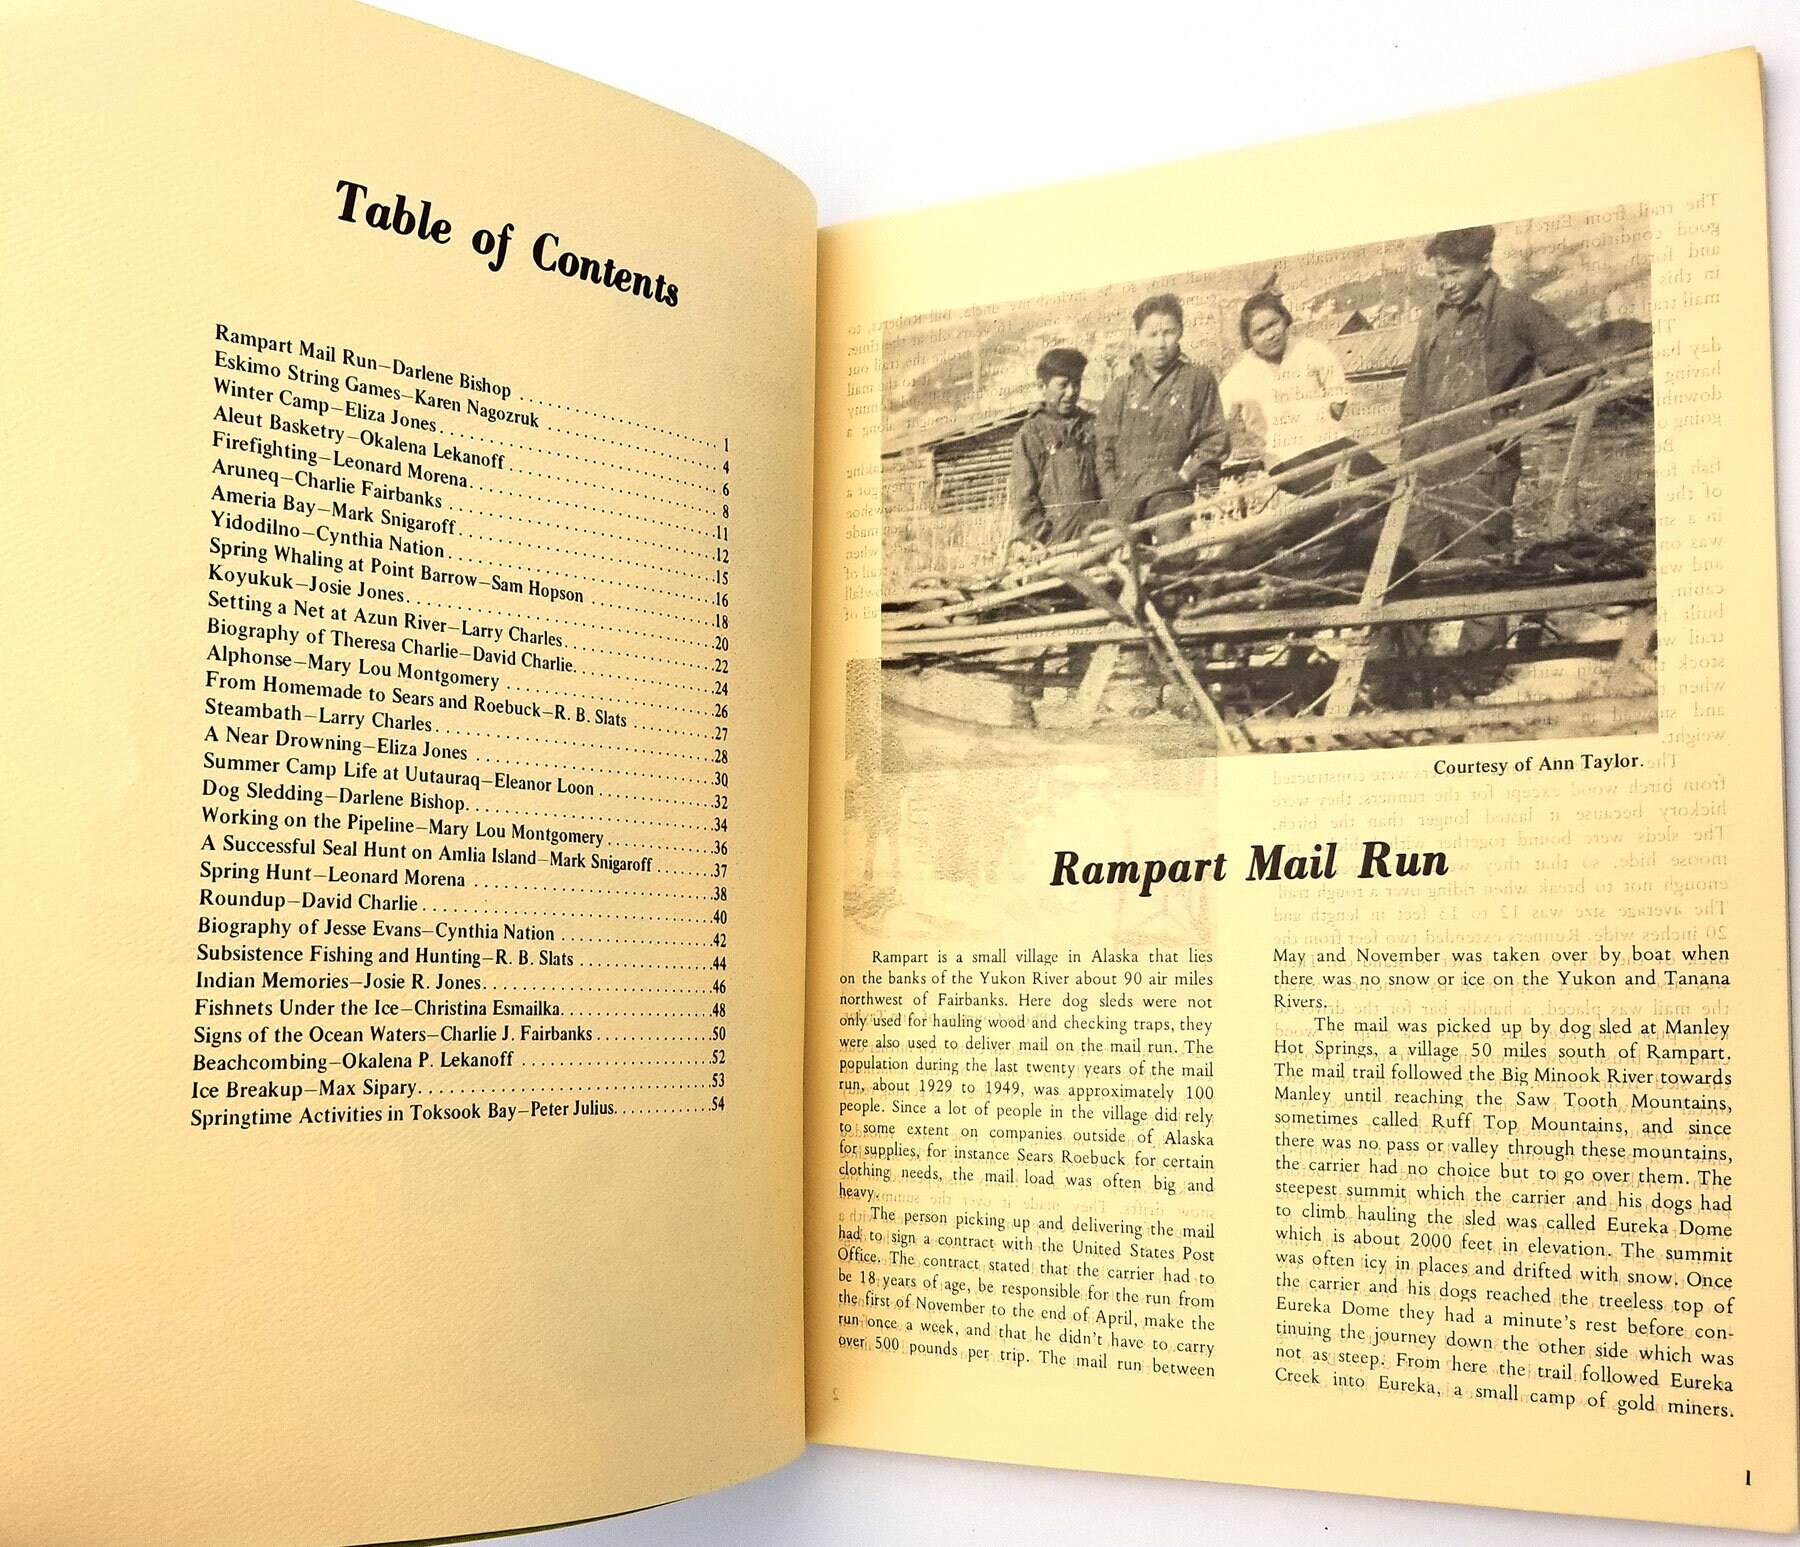 Table of Contents
Rampart Mail Run—Darlene Bishop . . . . . . . . . . 1
Eskimo String Games—Karen Nagozruk . . . . . . . . . . 4
Winter Camp—Eliza Jones . . . . . . . . . . 6
Aleut Basketry—Okalena Lekanoff . . . . . . . . . . 8
Firefighting—Leonard Morena . . . . . . . . . . 11
Aruneq—Charlie Fairbanks . . . . . . . . . . 12
Ameria Bay—Mark Snigaroff . . . . . . . . . . 15
Yidodilno—Cynthia Nation . . . . . . . . . . 16
Spring Whaling at Point Barrow—Sam Hopson . . . . . . . . . . 18
Koyukuk—Josie Jones . . . . . . . . . . 20
Setting a Net at Azun River—Larry Charles . . . . . . . . . . 22
Biography of Theresa Charlie—David Charlie . . . . . . . . . . 24
Alphonse—Mary Lou Montgomery . . . . . . . . . . 26
From Homemade to Sears and Roebuck—R. B. Slats . . . . . . . . . . 27
Steambath—Larry Charles . . . . . . . . . . 28
A Near Drowning—Eliza Jones . . . . . . . . . . 30
Summer Camp Life at Uutauraq—Eleanor Loon . . . . . . . . . . 32
Dog Sledding—Darlene Bishop . . . . . . . . . . 34
Working on the Pipeline—Mary Lou Montgomery . . . . . . . . . . 36
A Successful Seal Hunt on Amlia Island—Mark Snigaroff . . . . . . . 37
Spring Hunt—Leonard Morena . . . . . . . . . . 38
Roundup—David Charlie . . . . . . . . . . 40
Biography of Jesse Evans—Cynthia Nation . . . . . . . . . . 42
Subsistence Fishing and Hunting—R. B. Slats . . . . . . . . . . 44
Indian Memories—Josie R. Jones . . . . . . . . . . 46
Fishnets Under the Ice—Christina Esmailka . . . . . . . . . . 48
Signs of the Ocean Waters—Charlie J. Fairbanks . . . . . . . . . . 50
Beachcombing—Okalena P. Lekanoff . . . . . . . . . . 52
Ice Breakup—Max Sipary . . . . . . . . . . 53
Springtime Activities in Toksook Bay—Peter Julius . . . . . . . . . . 54
Courtesy of Ann Taylor.
Rampart Mail Run
Rampart is a small village in Alaska that lies
on the banks of the Yukon River about 90 air miles
northwest of Fairbanks. Here dog sleds were not
only used for hauling wood and checking traps, they
were also used to deliver mail on the mail run. The
population during the last twenty years of the mail
run, about 1929 to 1949, was approximately 100
people. Since a lot of people in the village did rely
to some extent on companies outside of Alaska
for supplies, for instance Sears Roebuck for certain
clothing needs, the mail load was often big and
heavy.
The person picking up and delivering the mail
had to sign a contract with the United States Post
Office. The contract stated that the carrier had to
be 18 years of age, be responsible for the run from
the first of November to the end of April, make the
run once a week, and that he didn't have to carry
over 500 pounds per trip. The mail run between
May and November was taken over by boat when
there was no snow or ice on the Yukon and Tanana
Rivers.
The mail was picked up by dog sled at Manley
Hot Springs, a village 50 miles south of Rampart.
The mail trail followed the Big Minook River towards
Manley until reaching the Saw Tooth Mountains,
sometimes called Ruff Top Mountains, and since
there was no pass or valley through these mountains,
the carrier had no choice but to go over them. The
steepest summit which the carrier and his dogs had
to climb hauling the sled was called Eureka Dome
which is about 2000 feet in elevation. The summit
was often icy in places and drifted with snow. Once
the carrier and his dogs reached the treeless top of
Eureka Dome they had a minute's rest before con-
tinuing the journey down the other side which was
not as steep. From here the trail followed Eureka
Creek into Eureka, a small camp of gold miners.
1